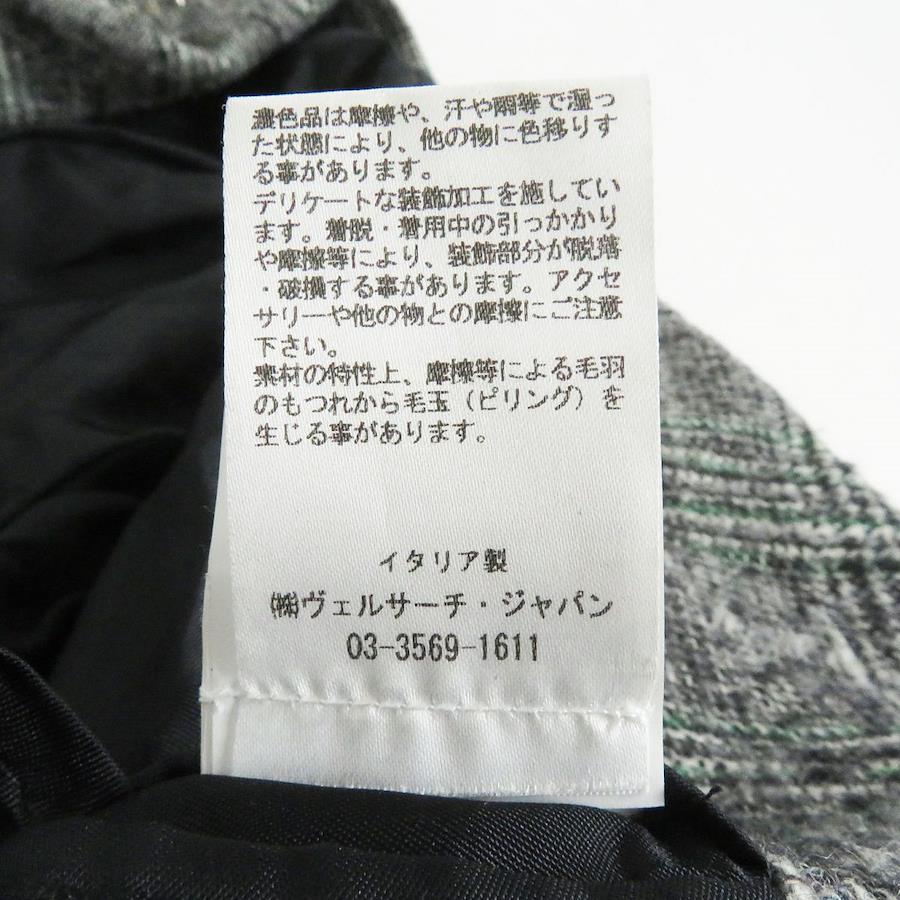 濃色品は摩擦や、汗や雨等で湿っ
た状態により、他の物に色移りす
る事があります。
デリケートな装飾加工を施してい
ます。着脱・着用中の引っかかり
や摩擦等により、装飾部分が脱落
・破損する事があります。アクセ
サリーや他の物との摩擦にご注意
下さい。
素材の特性上、摩擦等による毛羽
のもつれから毛玉（ピリング）を
生じる事があります。
イタリア製
㈱ヴェルサーチ・ジャパン
03-3569-1611